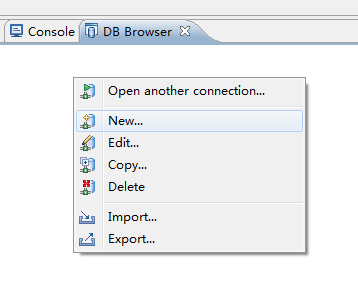 Console DB Browser
Open another connection...
New...
Edit...
Copy...
Delete
Import...
Export...